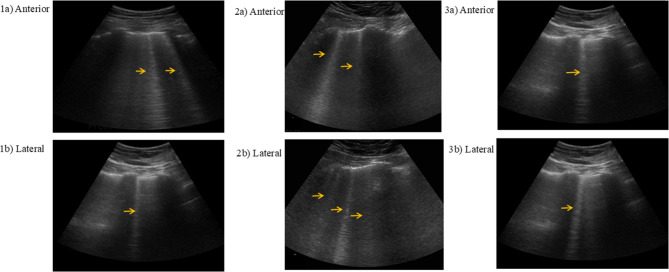 1a) Anterior
2a) Anterior
3a) Anterior
1b) Lateral
2b) Lateral
3b) Lateral